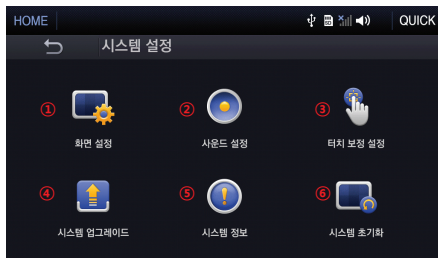 HOME QUICK
시스템 설정
① ② ③
화면 설정 사운드 설정 터치 보정 설정
④ ⑤ ⑥
시스템 업그레이드 시스템 정보 시스템 초기화